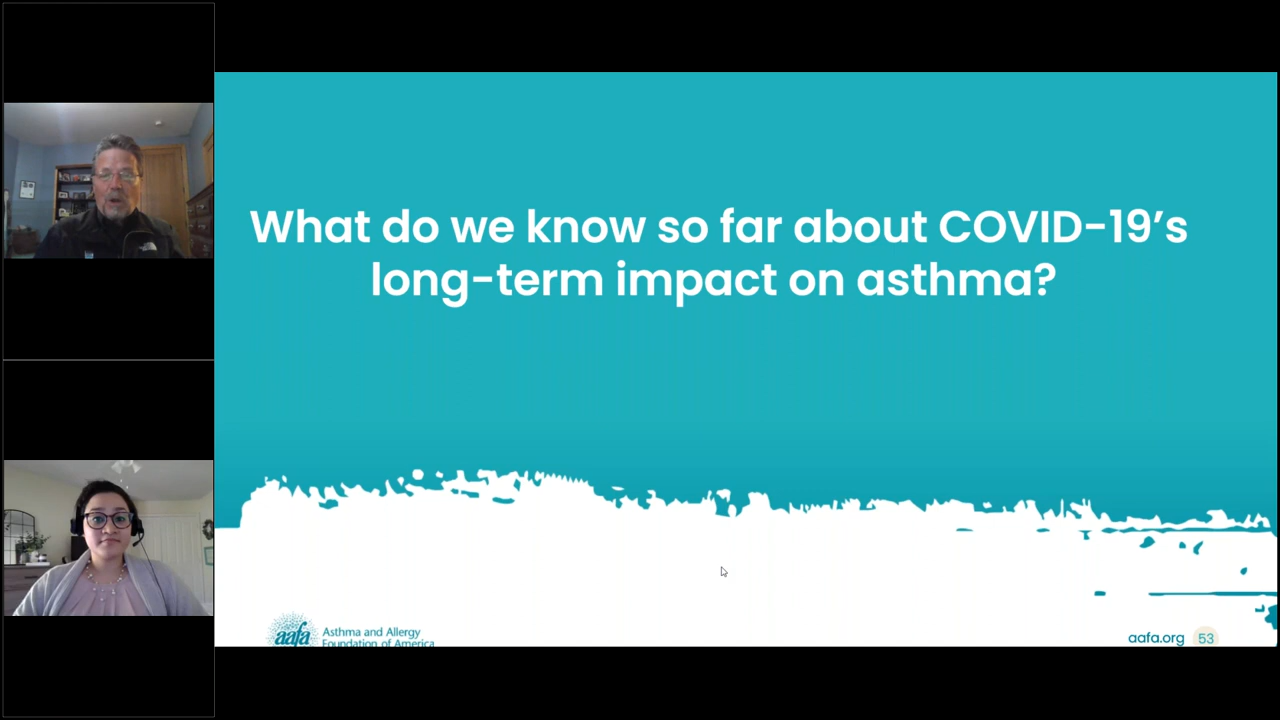 What do we know so far about COVID-19's
long-term impact on asthma?
aafa
Asthma and Allergy
Foundation of America
aafa.org 53